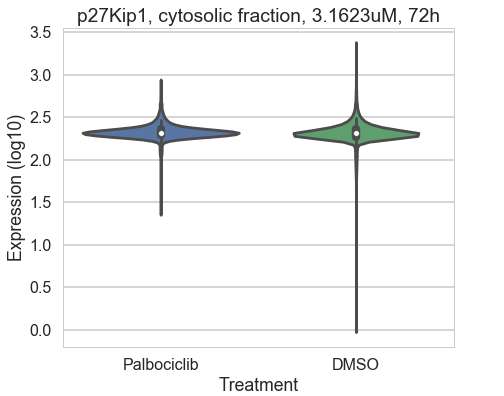 p27Kip1, cytosolic fraction, 3.1623uM, 72h
3.5
3.0
2.5
2.0
1.5
1.0
0.5
0.0
Expression (log10)
Palbociclib
DMSO
Treatment